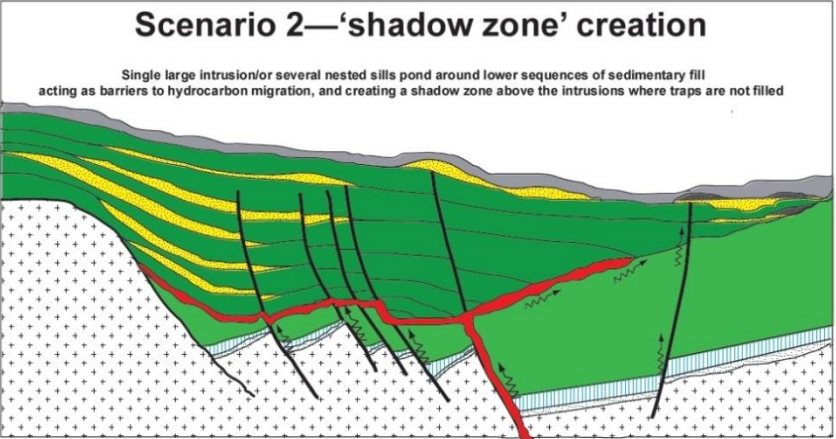 Scenario 2—‘shadow zone’ creation
Single large intrusion/or several nested sills pond around lower sequences of sedimentary fill
acting as barriers to hydrocarbon migration, and creating a shadow zone above the intrusions where traps are not filled